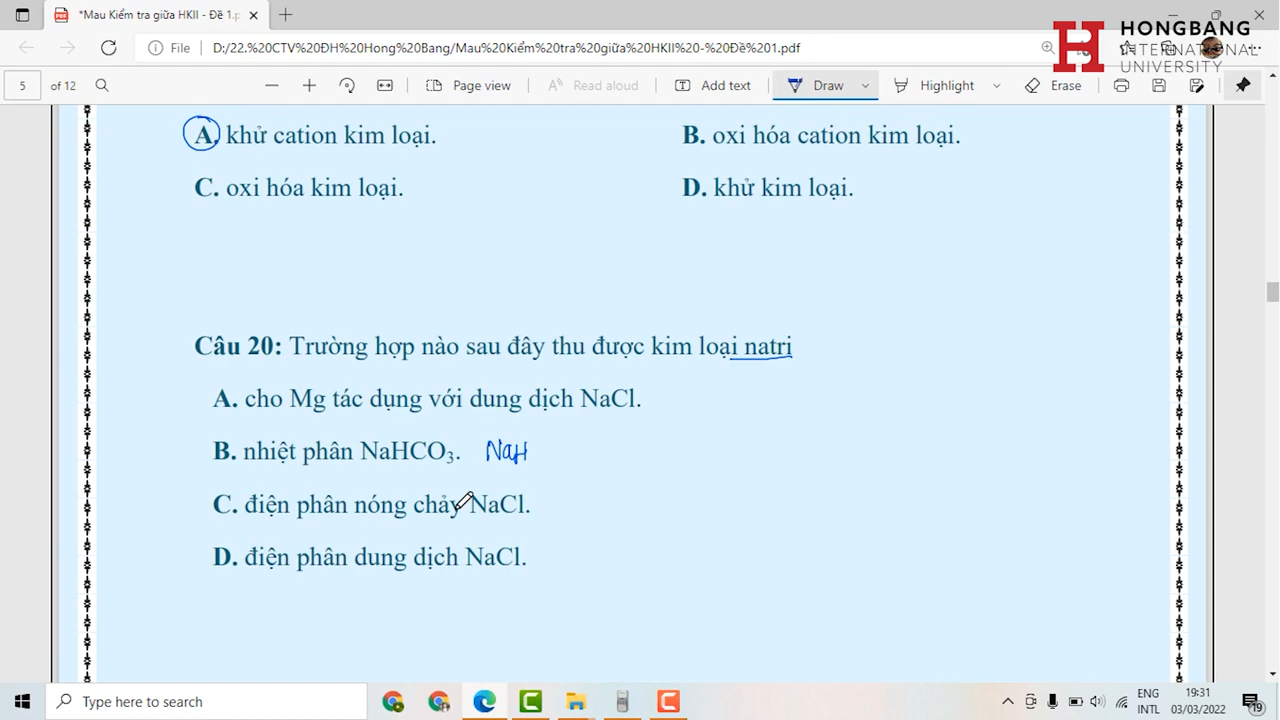 *Mau Kiểm tra giữa HKII - Đề 1.p
HONGBANG
INTERNATIONAL
UNIVERSITY
File D:/22.%20CTV%20ĐH%20Hong%20Bang/Mau%20Kiểm%20tra%20giữa%20HKII%20-%20Đề%201.pdf
5 of 12 Page view Read aloud Add text Draw Highlight Erase
A. khử cation kim loại. B. oxi hóa cation kim loại.
C. oxi hóa kim loại. D. khử kim loại.
Câu 20: Trường hợp nào sau đây thu được kim loại natri
A. cho Mg tác dụng với dung dịch NaCl.
B. nhiệt phân NaHCO₃. NaH
C. điện phân nóng chảy NaCl.
D. điện phân dung dịch NaCl.
Type here to search ENG 19:31
INTL 03/03/2022 19